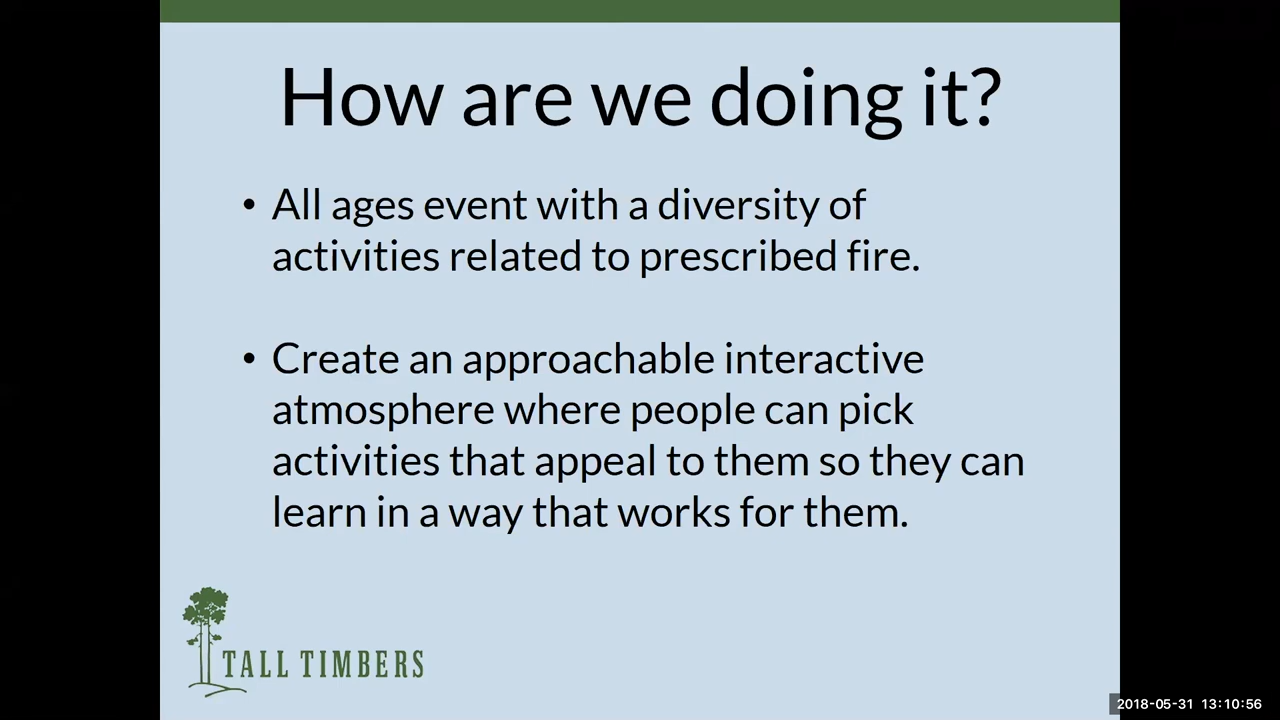 How are we doing it?
• All ages event with a diversity of
activities related to prescribed fire.
• Create an approachable interactive
atmosphere where people can pick
activities that appeal to them so they can
learn in a way that works for them.
TALL TIMBERS
2018-05-31 13:10:56